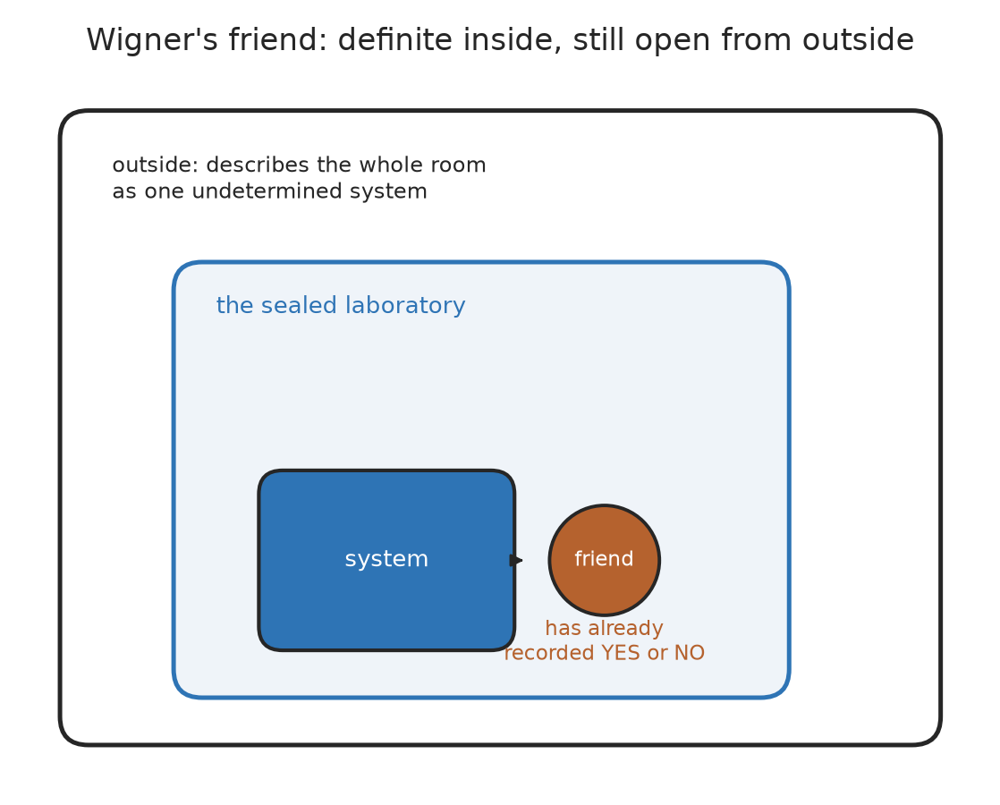 Wigner's friend: definite inside, still open from outside
outside: describes the whole room
as one undetermined system
the sealed laboratory
system
friend
has already
recorded YES or NO